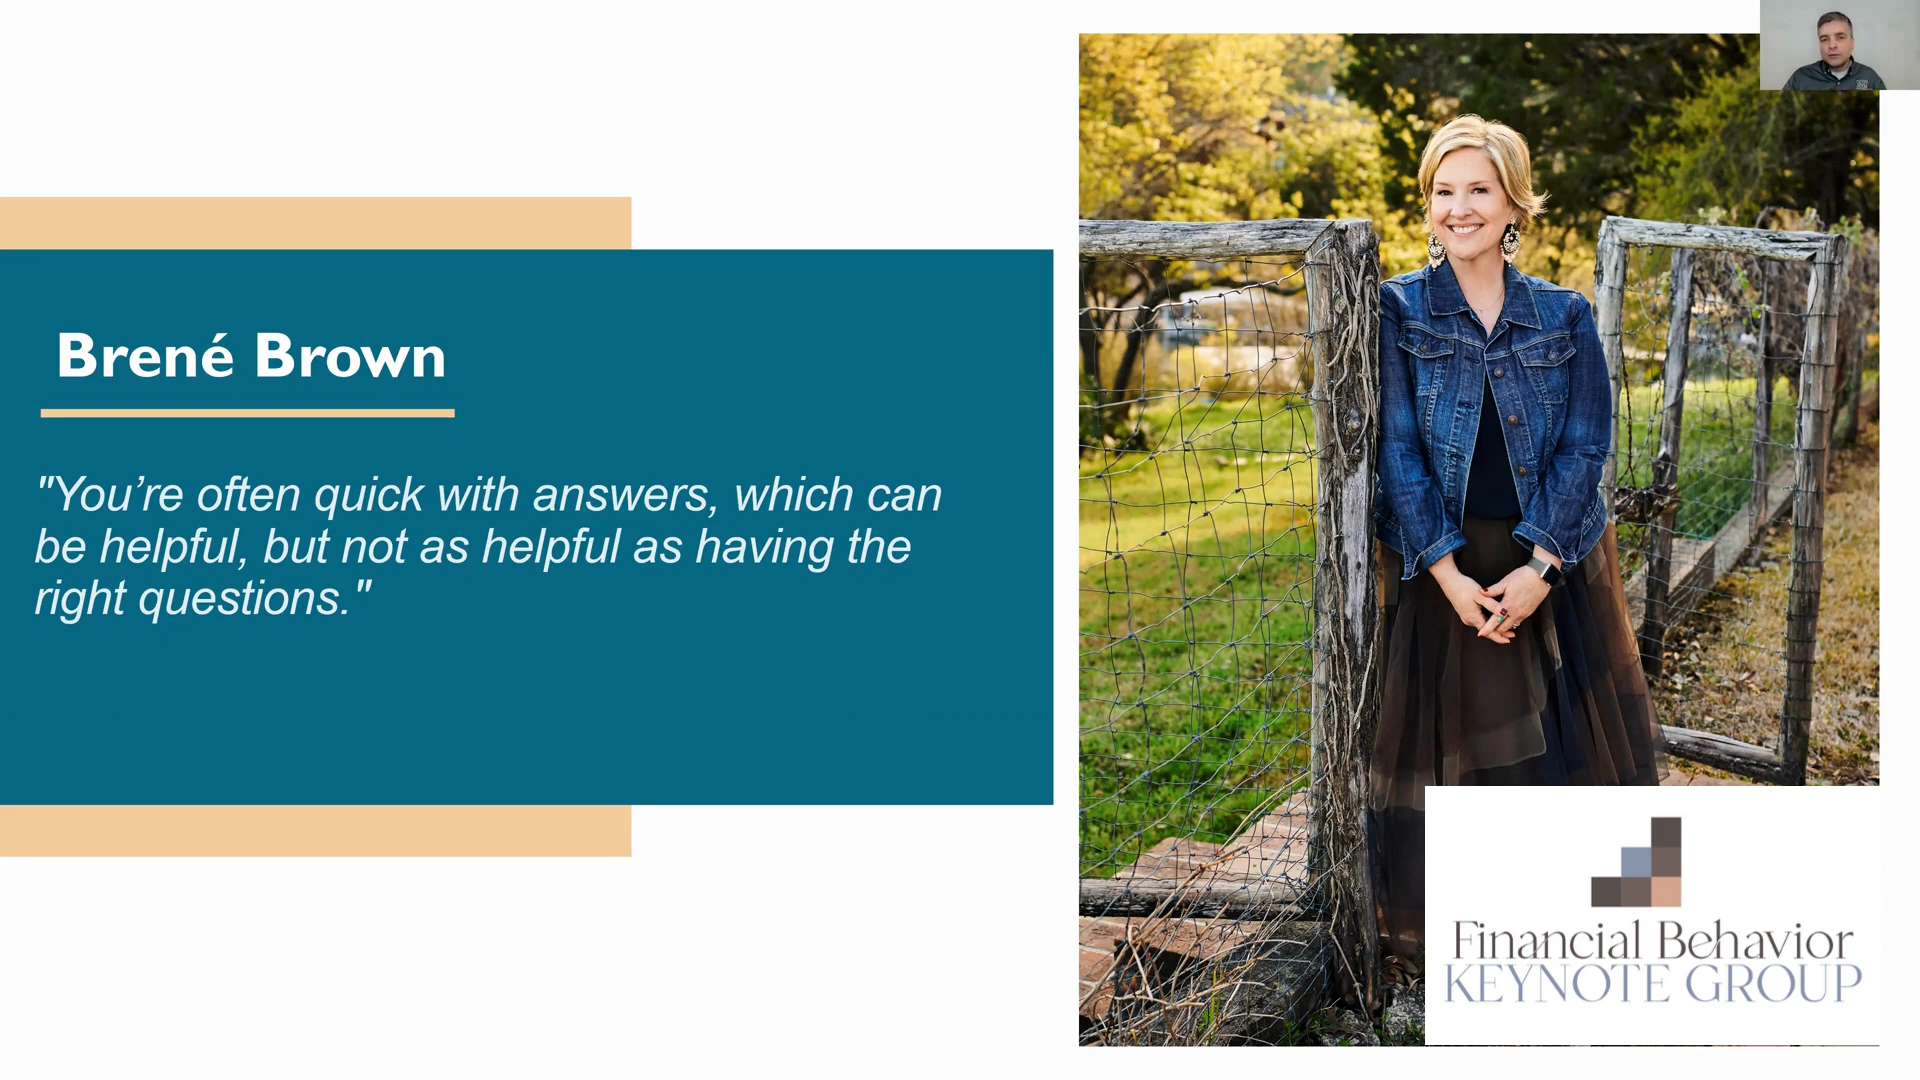 Brené Brown
"You’re often quick with answers, which can
be helpful, but not as helpful as having the
right questions."
Financial Behavior
KEYNOTE GROUP